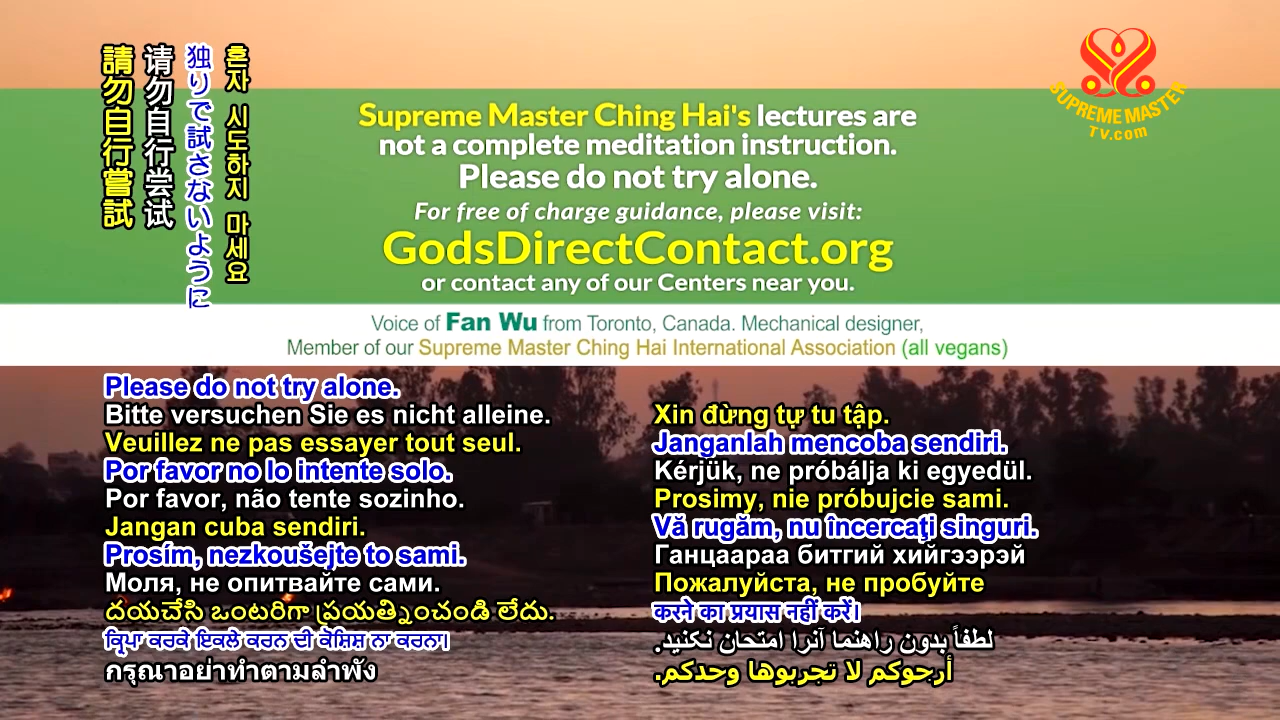 請勿自行嘗試
请勿自行尝试
独りで試さないように
혼자 시도하지 마세요
SUPREME MASTER
TV.com
Supreme Master Ching Hai's lectures are
not a complete meditation instruction.
Please do not try alone.
For free of charge guidance, please visit:
GodsDirectContact.org
or contact any of our Centers near you.
Voice of Fan Wu from Toronto, Canada. Mechanical designer,
Member of our Supreme Master Ching Hai International Association (all vegans)
Please do not try alone.
Bitte versuchen Sie es nicht alleine.
Veuillez ne pas essayer tout seul.
Por favor no lo intente solo.
Por favor, não tente sozinho.
Jangan cuba sendiri.
Prosím, nezkoušejte to sami.
Моля, не опитвайте сами.
దయచేసి ఒంటరిగా ప్రయత్నించండి లేదు.
ਕ੍ਰਿਪਾ ਕਰਕੇ ਇਕਲੇ ਕਰਨ ਦੀ ਕੋਸ਼ਿਸ਼ ਨਾ ਕਰਨਾ।
กรุณาอย่าทำตามลำพัง
Xin đừng tự tu tập.
Janganlah mencoba sendiri.
Kérjük, ne próbálja ki egyedül.
Prosimy, nie próbujcie sami.
Vă rugăm, nu încercaţi singuri.
Ганцаараа битгий хийгээрэй
Пожалуйста, не пробуйте
करने का प्रयास नहीं करें।
لطفاً بدون راهنما آنرا امتحان نکنید.
أرجوكم لا تجربوها وحدكم.